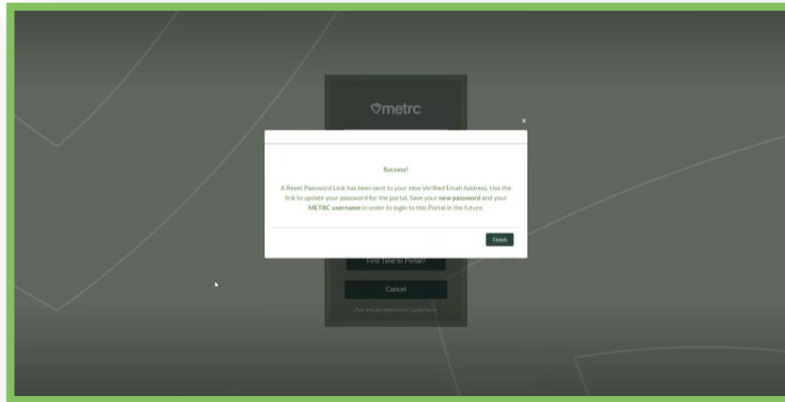 metrc
×
Success!
A Reset Password Link has been sent to your new Verified Email Address. Use the
link to update your password for the portal. Save your new password and your
METRC username in order to login to this Portal in the future.
Finish
First Time to Portal?
Cancel